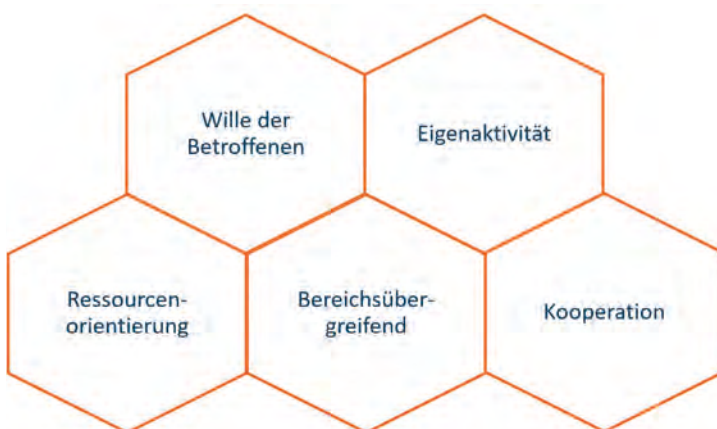 Wille der
Betroffenen
Eigenaktivität
Ressourcen-
orientierung
Bereichsüber-
greifend
Kooperation